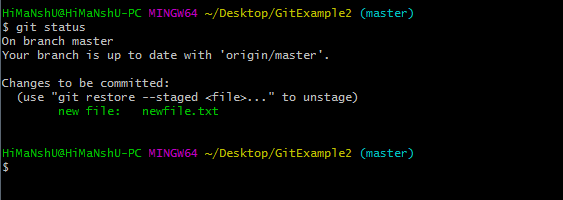 HiMaNshU@HiMaNshU-PC MINGW64 ~/Desktop/GitExample2 (master)
$ git status
On branch master
Your branch is up to date with 'origin/master'.
Changes to be committed:
  (use "git restore --staged <file>..." to unstage)
        new file:   newfile.txt
HiMaNshU@HiMaNshU-PC MINGW64 ~/Desktop/GitExample2 (master)
$